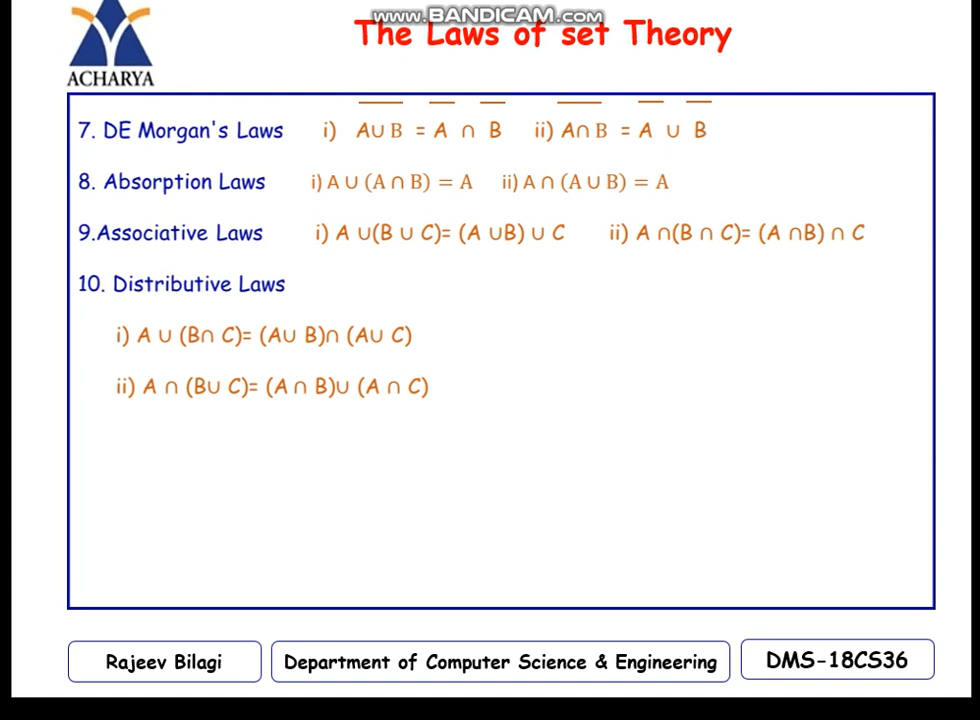 www.BANDICAM.com
The Laws of set Theory
ACHARYA
7. DE Morgan's Laws i) A̅∪̅B̅ = A̅ ∩ B̅ ii) A̅∩̅B̅ = A̅ ∪ B̅
8. Absorption Laws i) A ∪ (A ∩ B) = A ii) A ∩ (A ∪ B) = A
9.Associative Laws i) A ∪(B ∪ C)= (A ∪B) ∪ C ii) A ∩(B ∩ C)= (A ∩B) ∩ C
10. Distributive Laws
i) A ∪ (B∩ C)= (A∪ B)∩ (A∪ C)
ii) A ∩ (B∪ C)= (A ∩ B)∪ (A ∩ C)
Rajeev Bilagi
Department of Computer Science & Engineering
DMS-18CS36